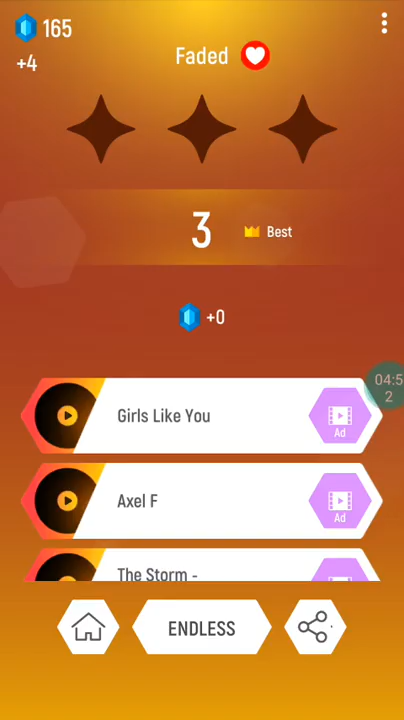 165
+4
Faded
3
Best
+0
04:5
2
Girls Like You
Ad
Axel F
Ad
The Storm -
ENDLESS